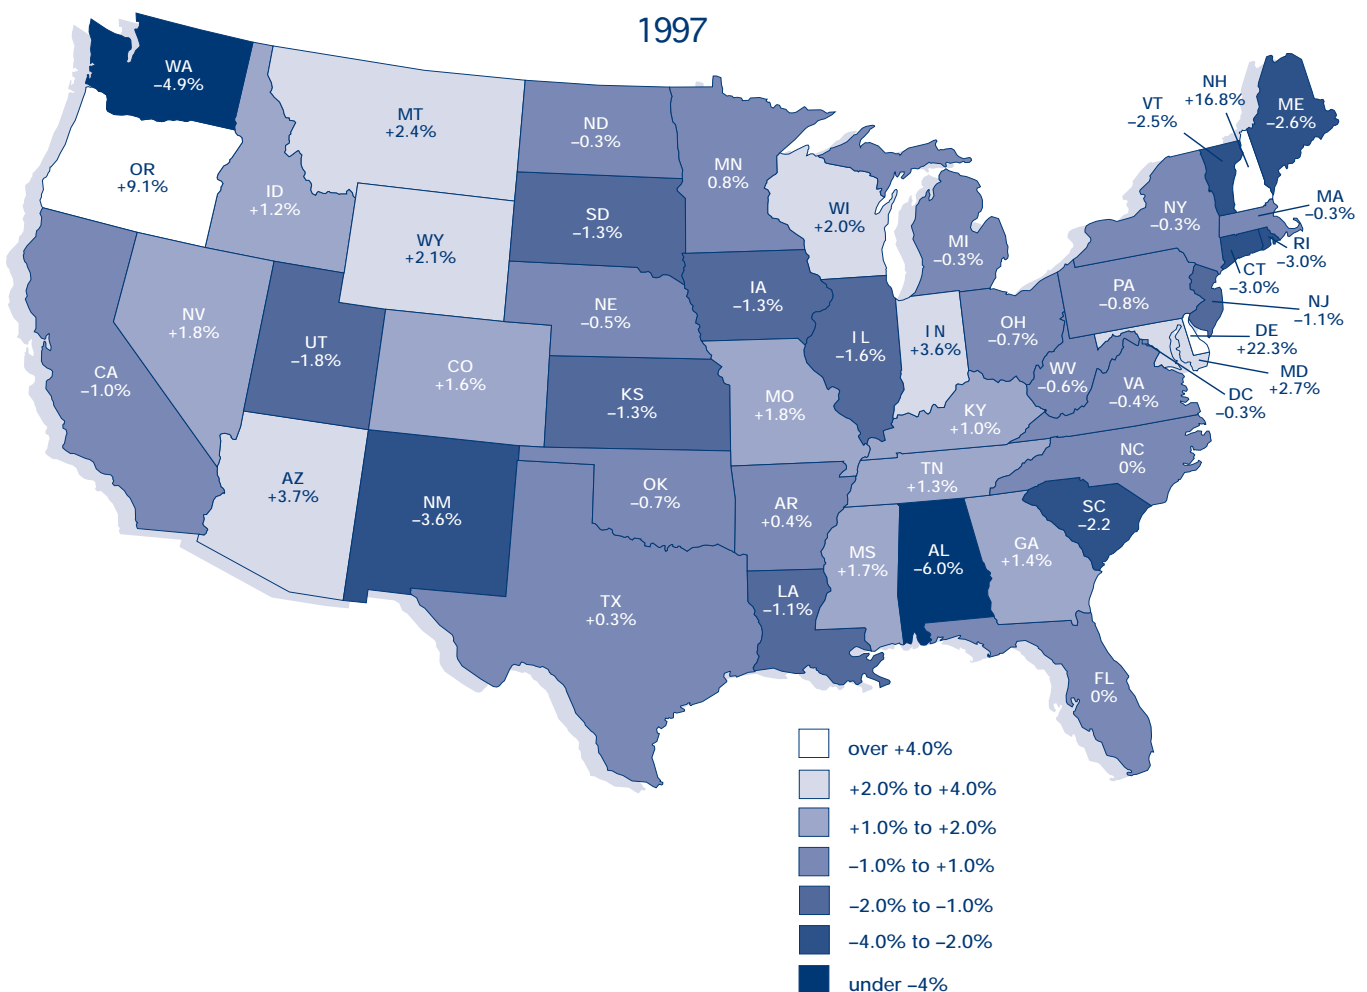 1997
WA
–4.9%
MT
+2.4%
ND
–0.3%
MN
0.8%
OR
+9.1%
ID
+1.2%
WY
+2.1%
SD
–1.3%
WI
+2.0%
MI
–0.3%
VT
–2.5%
NH
+16.8%
ME
–2.6%
NY
–0.3%
MA
–0.3%
RI
–3.0%
CT
–3.0%
NJ
–1.1%
DE
+22.3%
MD
+2.7%
DC
–0.3%
PA
–0.8%
NV
+1.8%
UT
–1.8%
CO
+1.6%
NE
–0.5%
IA
–1.3%
IL
–1.6%
IN
+3.6%
OH
–0.7%
WV
–0.6%
VA
–0.4%
CA
–1.0%
KS
–1.3%
MO
+1.8%
KY
+1.0%
NC
0%
TN
+1.3%
AZ
+3.7%
NM
–3.6%
OK
–0.7%
AR
+0.4%
SC
–2.2
MS
+1.7%
AL
–6.0%
GA
+1.4%
TX
+0.3%
LA
–1.1%
FL
0%
over +4.0%
+2.0% to +4.0%
+1.0% to +2.0%
–1.0% to +1.0%
–2.0% to –1.0%
–4.0% to –2.0%
under –4%